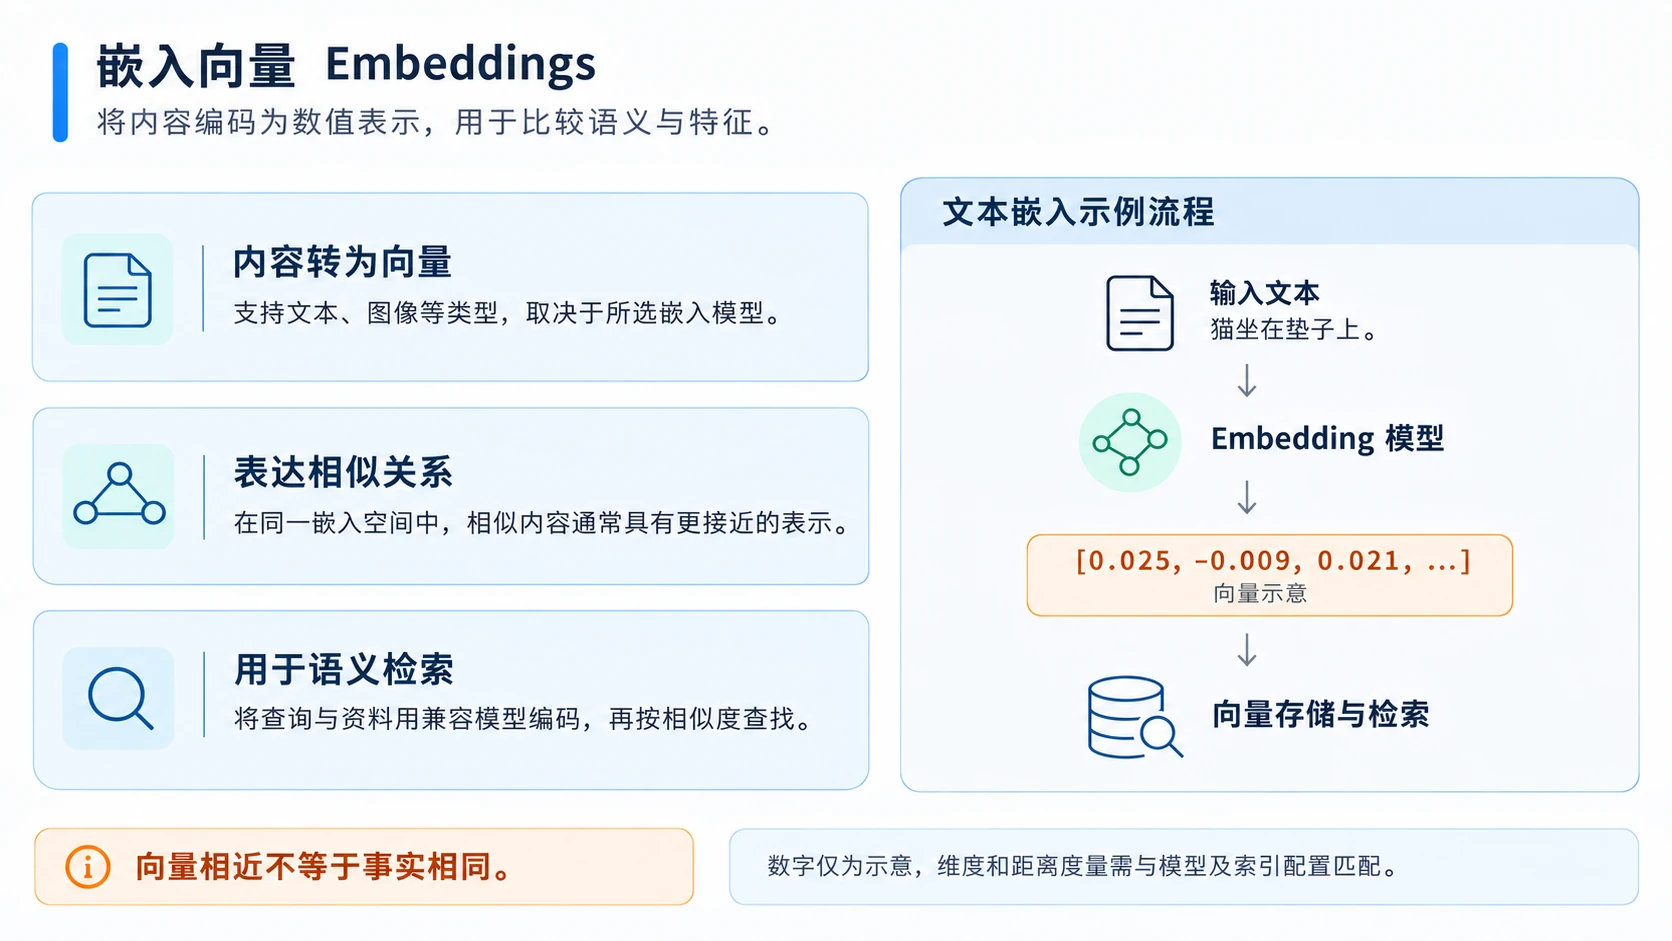 嵌入向量 Embeddings
将内容编码为数值表示，用于比较语义与特征。
内容转为向量
支持文本、图像等类型，取决于所选嵌入模型。
表达相似关系
在同一嵌入空间中，相似内容通常具有更接近的表示。
用于语义检索
将查询与资料用兼容模型编码，再按相似度查找。
文本嵌入示例流程
输入文本
猫坐在垫子上。
Embedding 模型
[0.025, -0.009, 0.021, ...]
向量示意
向量存储与检索
向量相近不等于事实相同。
数字仅为示意，维度和距离度量需与模型及索引配置匹配。